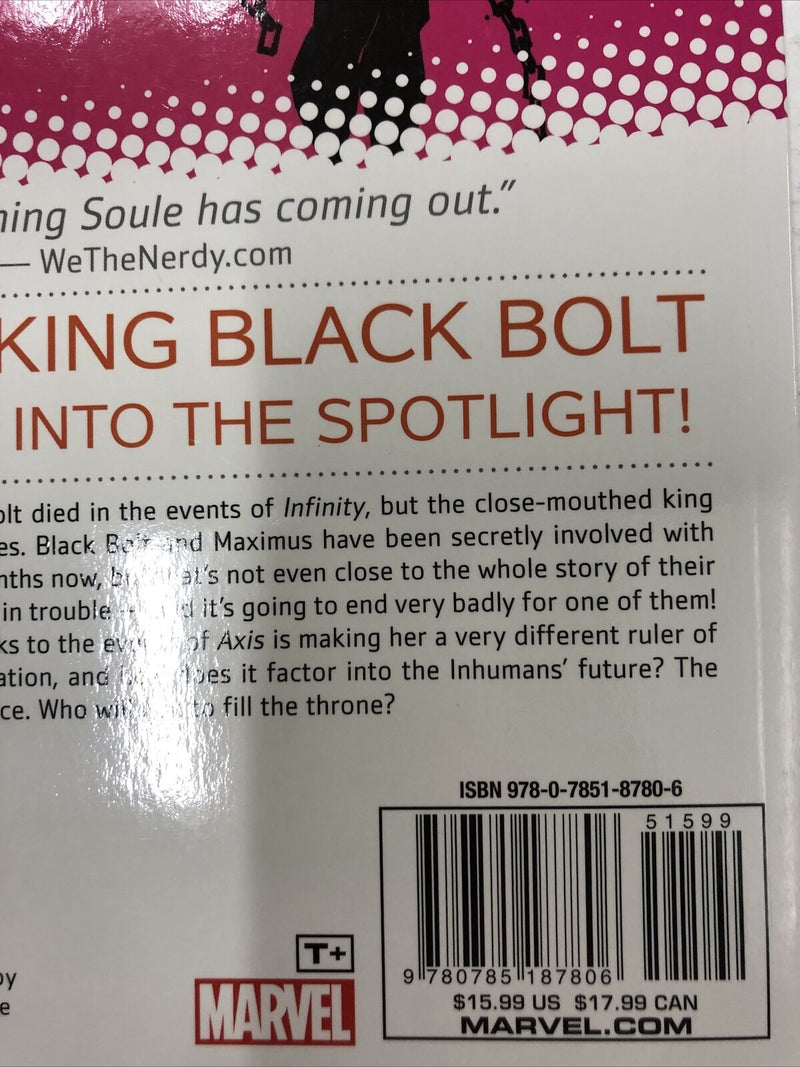 ning Soule has coming out.”
— WeTheNerdy.com
KING BLACK BOLT
INTO THE SPOTLIGHT!
olt died in the events of Infinity, but the close-mouthed king
es. Black Bolt and Maximus have been secretly involved with
nths now, but that's not even close to the whole story of their
in trouble -- and it's going to end very badly for one of them!
ks to the events of Axis is making her a very different ruler of
ation, and how does it factor into the Inhumans' future? The
ce. Who will fill the throne?
ISBN 978-0-7851-8780-6
51599
9 780785 187806
$15.99 US $17.99 CAN
MARVEL.COM
T+
MARVEL
by
e